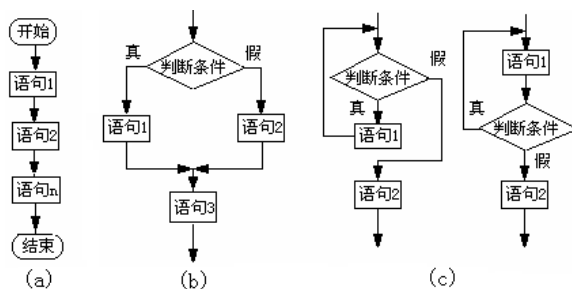 开始
语句1
语句2
语句n
结束
(a)
真
假
判断条件
语句1
语句2
语句3
(b)
判断条件
假
真
语句1
语句2
语句1
真
判断条件
假
语句2
(c)